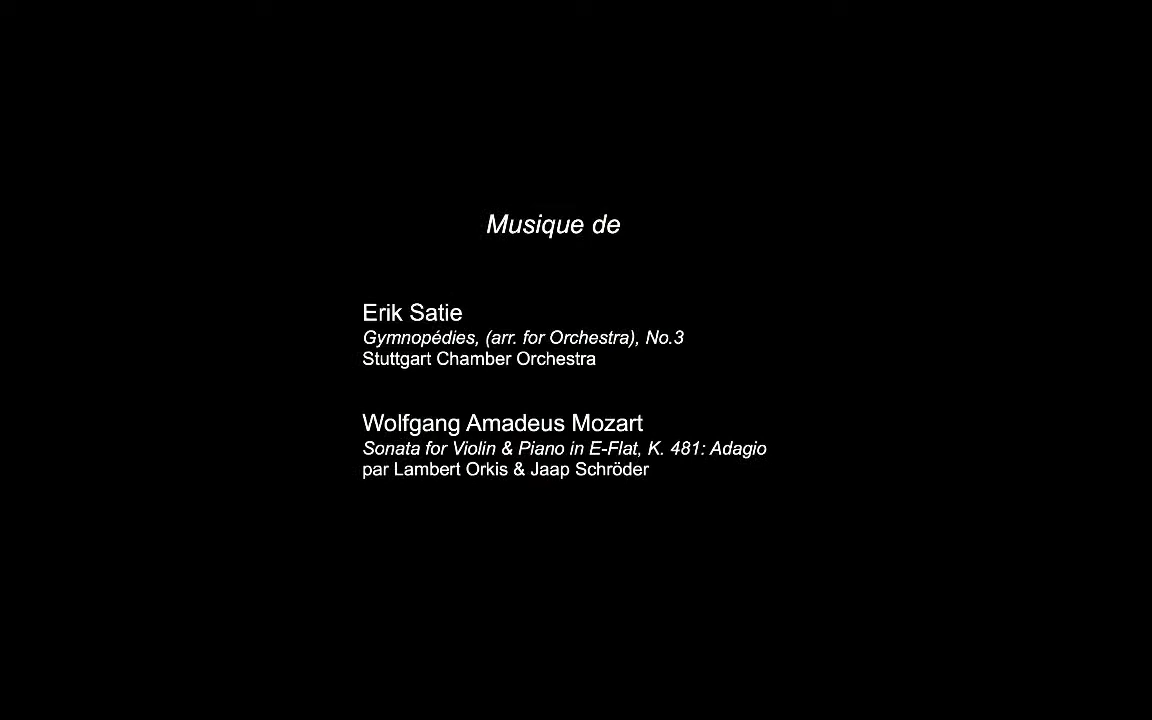 Musique de
Erik Satie
Gymnopédies, (arr. for Orchestra), No.3
Stuttgart Chamber Orchestra
Wolfgang Amadeus Mozart
Sonata for Violin & Piano in E-Flat, K. 481: Adagio
par Lambert Orkis & Jaap Schröder